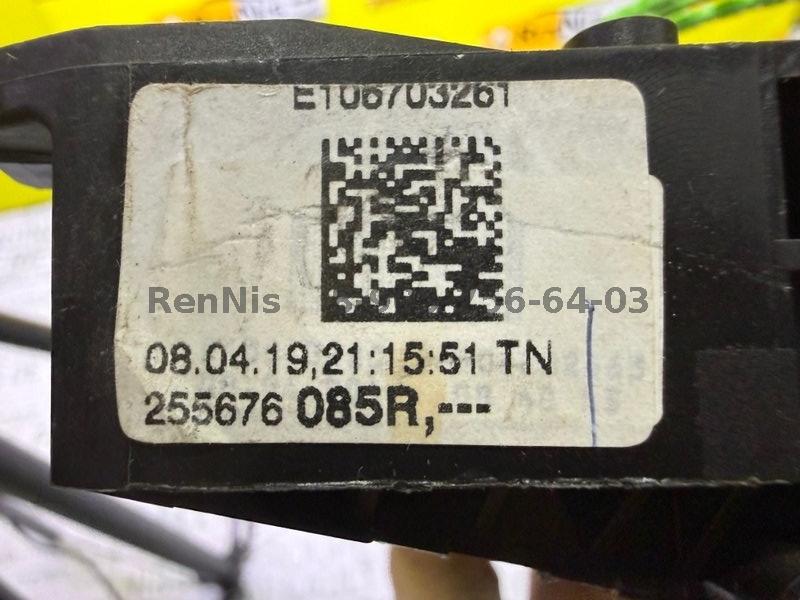 E106703261
RenNis 56-64-03
08.04.19,21:15:51 TN
255676 085R,---